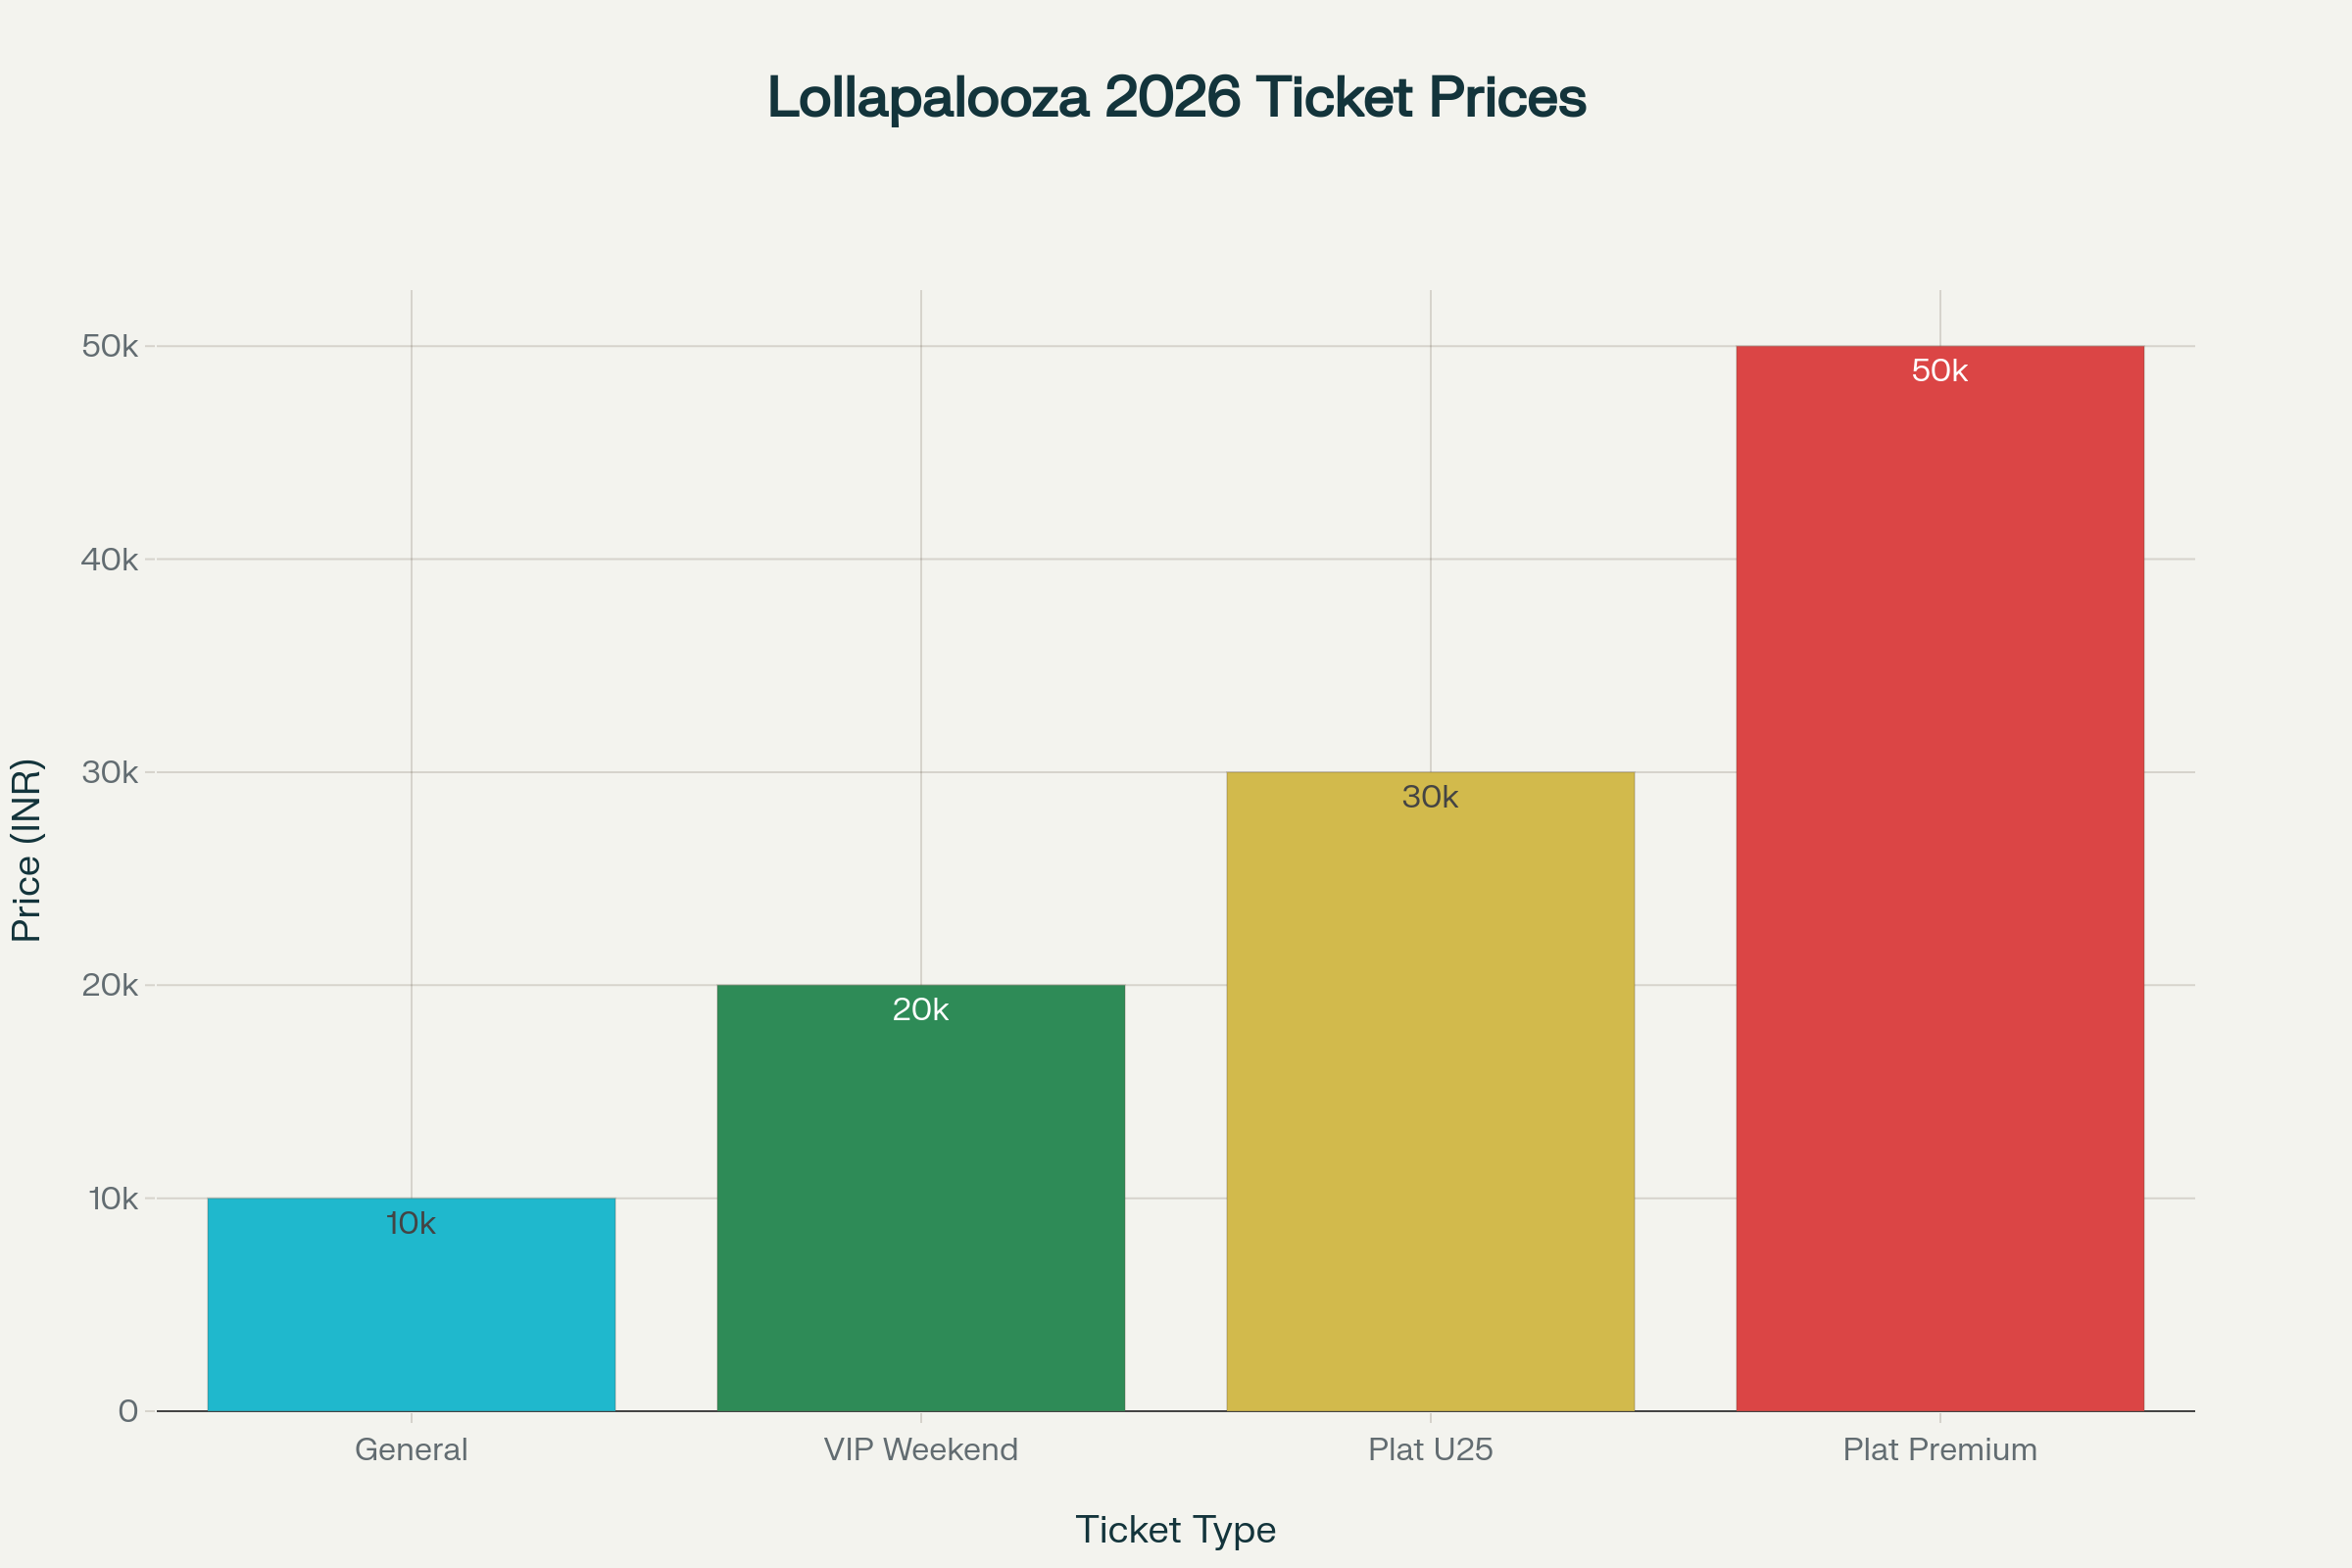 Lollapalooza 2026 Ticket Prices
50k
50k
40k
30k
30k
20k
20k
10k
10k
0
Price (INR)
General
VIP Weekend
Plat U25
Plat Premium
Ticket Type